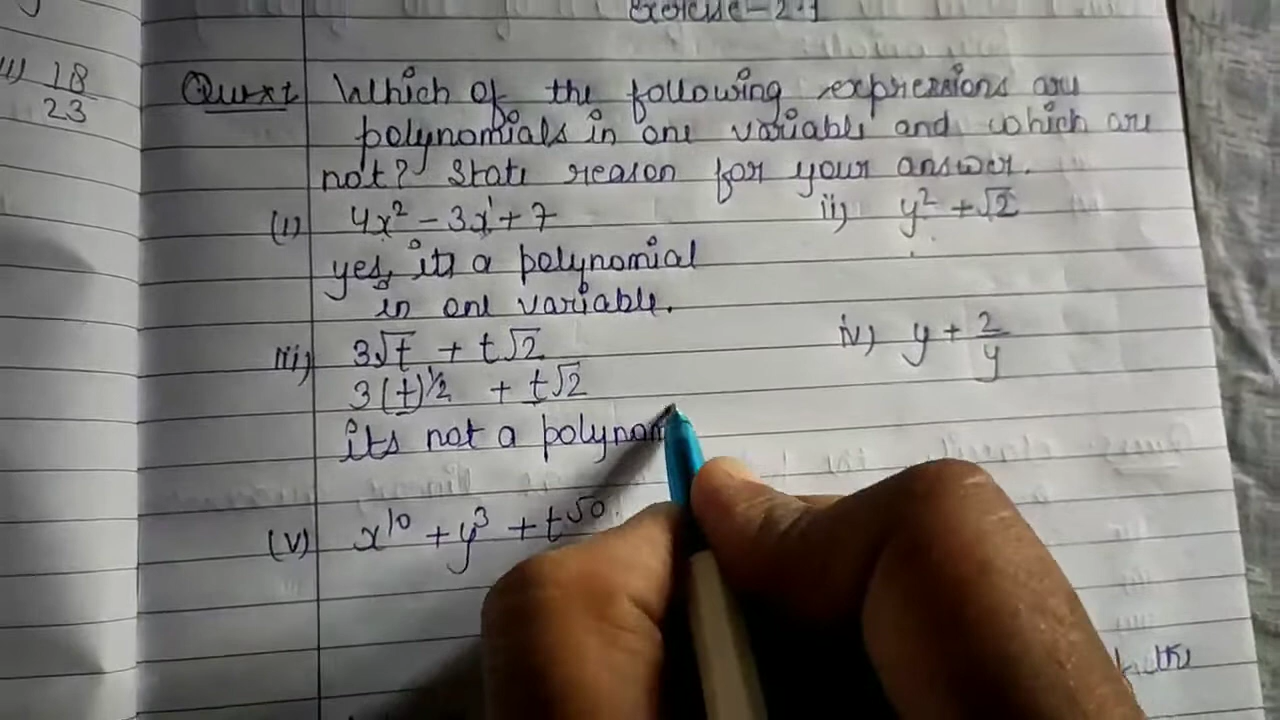 Exercise-2.1
ii) 18/23
Ques1 Which of the following expressions are
polynomials in one variable and which are
not? State reason for your answer.
(i) 4x² - 3x¹ + 7 ii) y² + √2
yes, its a polynomial
in one variable.
iii) 3√t + t√2 iv) y + 2/y
3(t)^1/2 + t√2
its not a polynom
(v) x¹⁰ + y³ + t⁵⁰
the